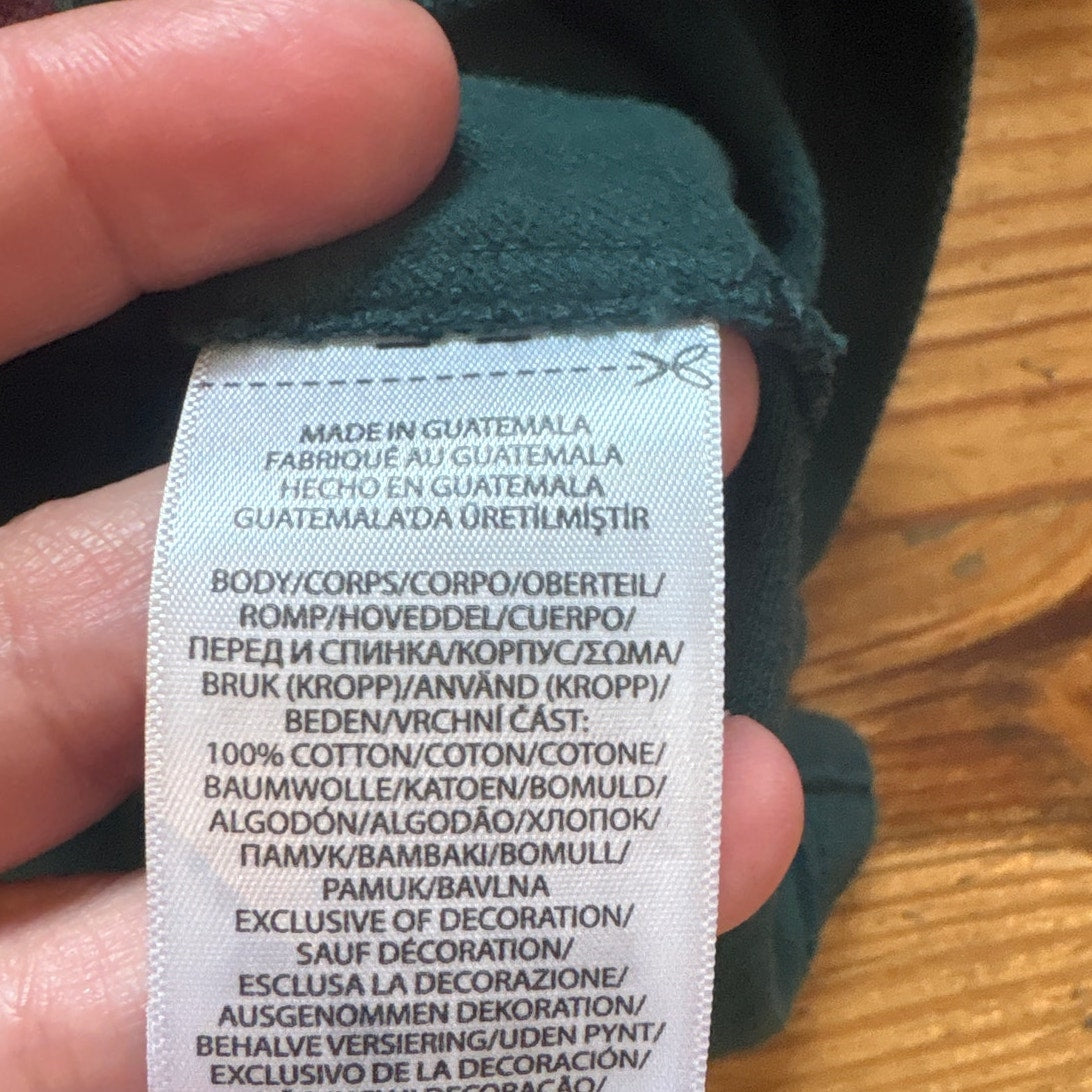 MADE IN GUATEMALA
FABRIQUÉ AU GUATEMALA
HECHO EN GUATEMALA
GUATEMALA'DA ÜRETİLMİŞTİR
BODY/CORPS/CORPO/OBERTEIL/
ROMP/HOVEDDEL/CUERPO/
ПЕРЕД И СПИНКА/КОРПУС/ΣΩΜΑ/
BRUK (KROPP)/ANVÄND (KROPP)/
BEDEN/VRCHNÍ ČÁST:
100% COTTON/COTON/COTONE/
BAUMWOLLE/KATOEN/BOMULD/
ALGODÓN/ALGODÃO/ХЛОПОК/
ПАМУК/ΒΑΜΒΑΚΙ/BOMULL/
PAMUK/BAVLNA
EXCLUSIVE OF DECORATION/
SAUF DÉCORATION/
ESCLUSA LA DECORAZIONE/
AUSGENOMMEN DEKORATION/
BEHALVE VERSIERING/UDEN PYNT/
EXCLUSIVO DE LA DECORACIÓN/
DECORAÇÃO/